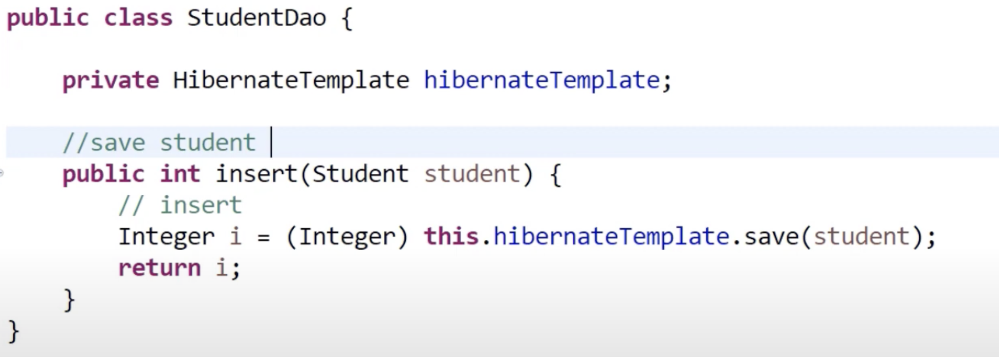 public class StudentDao {
private HibernateTemplate hibernateTemplate;
//save student
public int insert(Student student) {
// insert
Integer i = (Integer) this.hibernateTemplate.save(student);
return i;
}
}